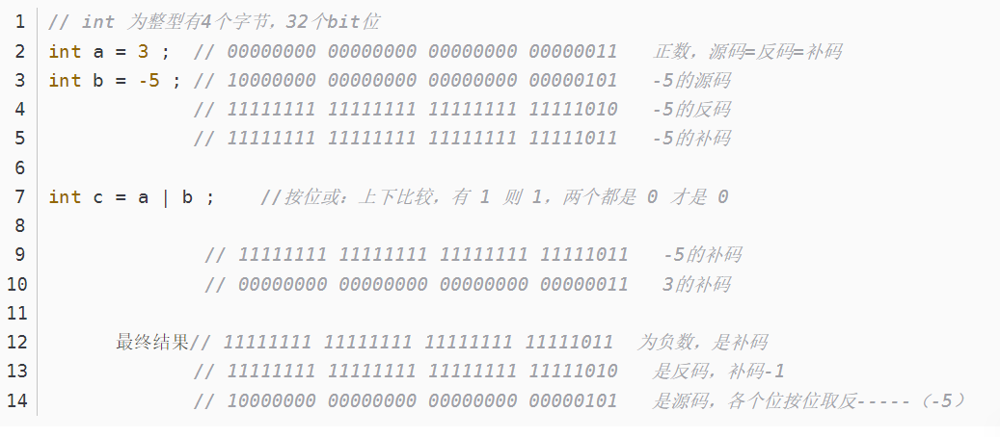 1 // int 为整型有4个字节，32个bit位
2 int a = 3 ;  // 00000000 00000000 00000000 00000011   正数，源码=反码=补码
3 int b = -5 ; // 10000000 00000000 00000000 00000101   -5的源码
4 // 11111111 11111111 11111111 11111010   -5的反码
5 // 11111111 11111111 11111111 11111011   -5的补码
6
7 int c = a | b ;    //按位或：上下比较，有 1 则 1，两个都是 0 才是 0
8
9 // 11111111 11111111 11111111 11111011   -5的补码
10 // 00000000 00000000 00000000 00000011   3的补码
11
12 最终结果// 11111111 11111111 11111111 11111011  为负数，是补码
13 // 11111111 11111111 11111111 11111010   是反码，补码-1
14 // 10000000 00000000 00000000 00000101   是源码，各个位按位取反-----（-5）